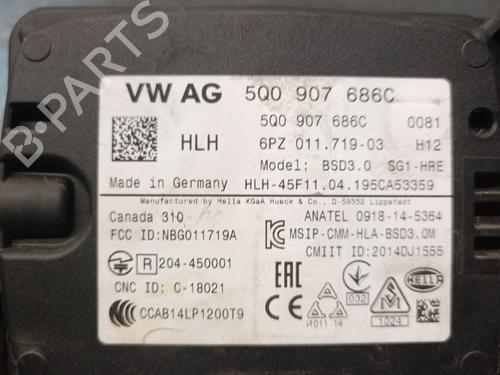 VW AG 5Q0 907 686C
5Q0 907 686C 0081
HLH 6PZ 011.719-03 H12
Model: BSD3.0 SG1-HRE
Made in Germany HLH-45F11.04.195CA53359
Manufactured by Hella KGaA Hueck & Co., D-59552 Lippstadt
Canada 310 ANATEL 0918-14-5364
FCC ID:NBG011719A MSIP-CMM-HLA-BSD3.0M
CMIIT ID:2014DJ1555
R 204-450001
CNC ID: C-18021 EAC 032 HELLA
CCAB14LP1200T9 И011 14 1024
B-PARTS